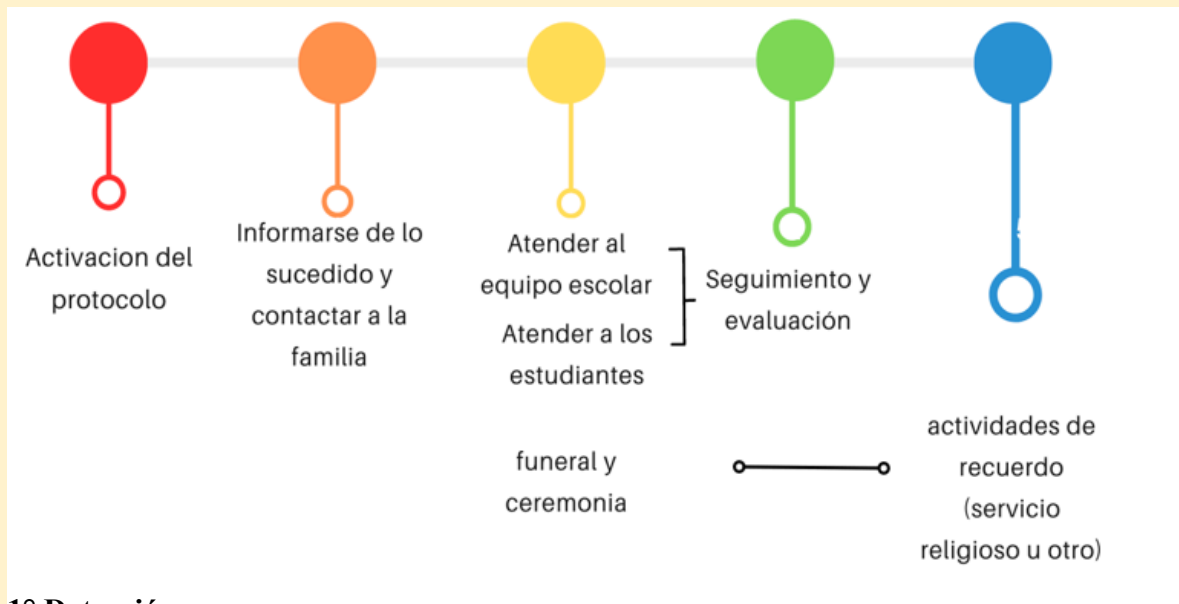 Activacion del
protocolo
Informarse de lo
sucedido y
contactar a la
familia
Atender al
equipo escolar
Atender a los
estudiantes
Seguimiento y
evaluación
funeral y
ceremonia
actividades de
recuerdo
(servicio
religioso u otro)